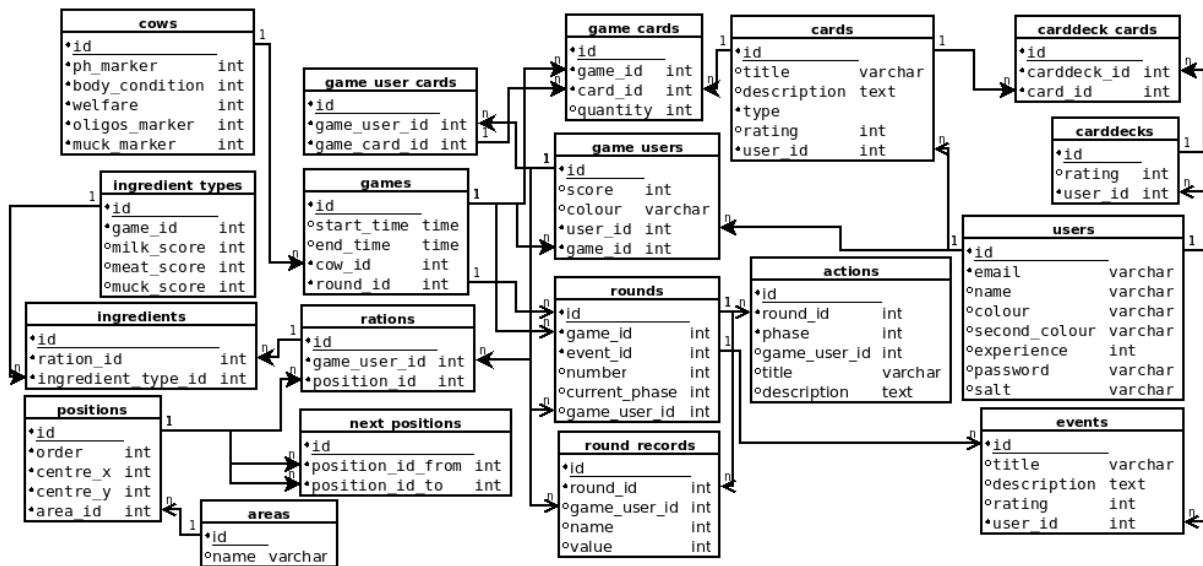 cows
id
ph_marker int
body_condition int
welfare int
oligos_marker int
muck_marker int
game user cards
id
game_user_id int
game_card_id int
game cards
id
game_id int
card_id int
quantity int
cards
id
title varchar
description text
type
rating int
user_id int
carddeck cards
id
carddeck_id int
card_id int
carddecks
id
rating int
user_id int
ingredient types
id
game_id int
milk_score int
meat_score int
muck_score int
games
id
start_time time
end_time time
cow_id int
round_id int
game users
id
score int
colour varchar
user_id int
game_id int
users
id
email varchar
name varchar
colour varchar
second_colour varchar
experience int
password varchar
salt varchar
ingredients
id
ration_id int
ingredient_type_id int
rations
id
game_user_id int
position_id int
rounds
id
game_id int
event_id int
number int
current_phase int
game_user_id int
actions
id
round_id int
phase int
game_user_id int
title varchar
description text
positions
id
order int
centre_x int
centre_y int
area_id int
next positions
id
position_id_from int
position_id_to int
round records
id
round_id int
game_user_id int
name int
value int
events
id
title varchar
description text
rating int
user_id int
areas
id
name varchar